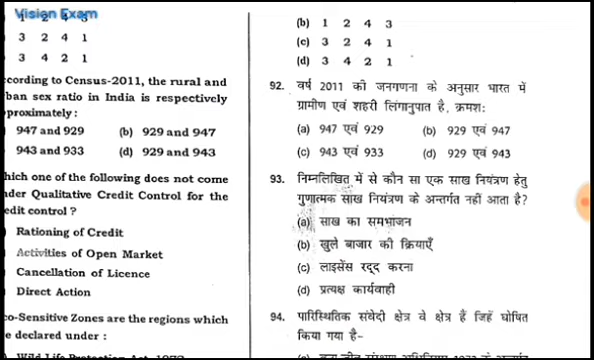 Vision Exam
1 2 4 3
3 2 4 1
3 4 2 1
ccording to Census-2011, the rural and
ban sex ratio in India is respectively
pproximately :
947 and 929 (b) 929 and 947
943 and 933 (d) 929 and 943
hich one of the following does not come
nder Qualitative Credit Control for the
edit control ?
Rationing of Credit
Activities of Open Market
Cancellation of Licence
Direct Action
co-Sensitive Zones are the regions which
e declared under :
(b) 1 2 4 3
(c) 3 2 4 1
(d) 3 4 2 1
92. वर्ष 2011 की जनगणना के अनुसार भारत में
ग्रामीण एवं शहरी लिंगानुपात है, क्रमशः
(a) 947 एवं 929 (b) 929 एवं 947
(c) 943 एवं 933 (d) 929 एवं 943
93. निम्नलिखित में से कौन सा एक साख नियंत्रण हेतु
गुणात्मक साख नियंत्रण के अन्तर्गत नहीं आता है?
(a) साख का समभाजन
(b) खुले बाजार की क्रियाएँ
(c) लाइसेंस रद्द करना
(d) प्रत्यक्ष कार्यवाही
94. पारिस्थितिक संवेदी क्षेत्र वे क्षेत्र हैं जिन्हें घोषित
किया गया है–